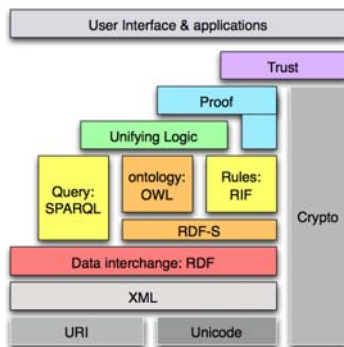 User Interface & applications
Trust
Proof
Unifying Logic
Query:
SPARQL
ontology:
OWL
Rules:
RIF
Crypto
RDF-S
Data interchange: RDF
XML
URI
Unicode